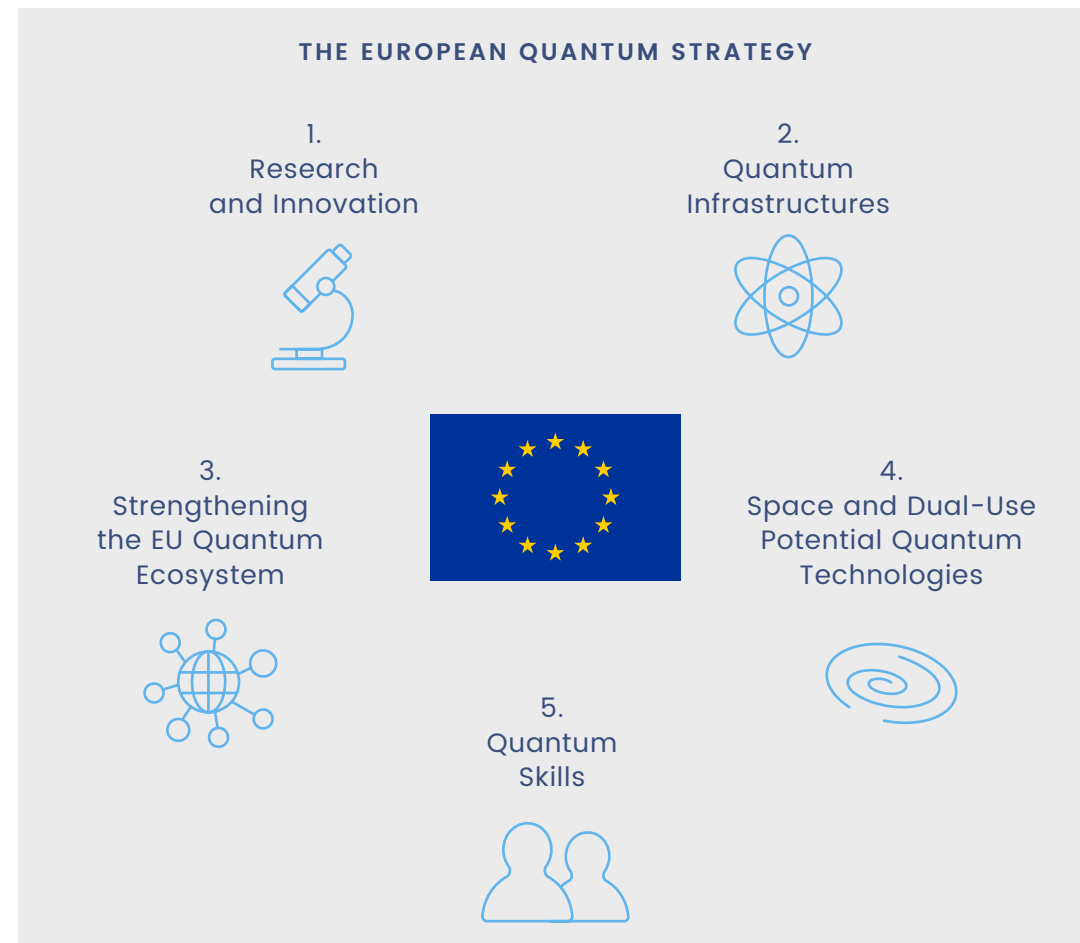 THE EUROPEAN QUANTUM STRATEGY
1.
Research
and Innovation
2.
Quantum
Infrastructures
3.
Strengthening
the EU Quantum
Ecosystem
4.
Space and Dual-Use
Potential Quantum
Technologies
5.
Quantum
Skills